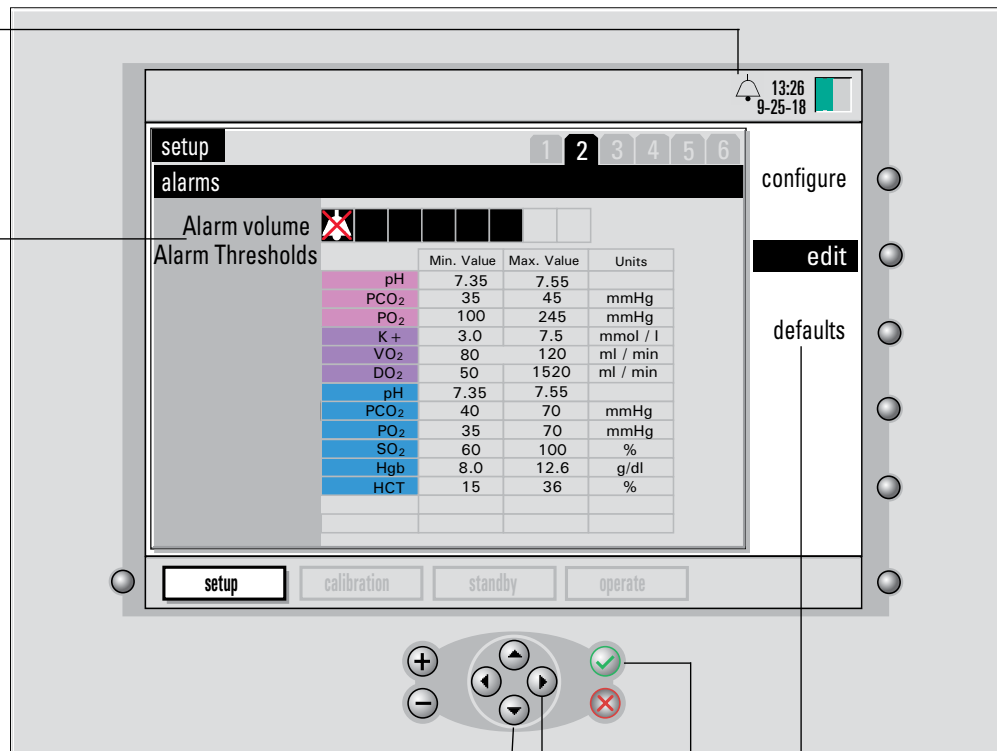 13:26
9-25-18
setup
1 2 3 4 5 6
alarms
configure
edit
defaults
Alarm volume
Alarm Thresholds
Min. Value Max. Value Units
pH 7.35 7.55
PCO₂ 35 45 mmHg
PO₂ 100 245 mmHg
K+ 3.0 7.5 mmol / l
VO₂ 80 120 ml / min
DO₂ 50 1520 ml / min
pH 7.35 7.55
PCO₂ 40 70 mmHg
PO₂ 35 70 mmHg
SO₂ 60 100 %
Hgb 8.0 12.6 g/dl
HCT 15 36 %
setup calibration standby operate